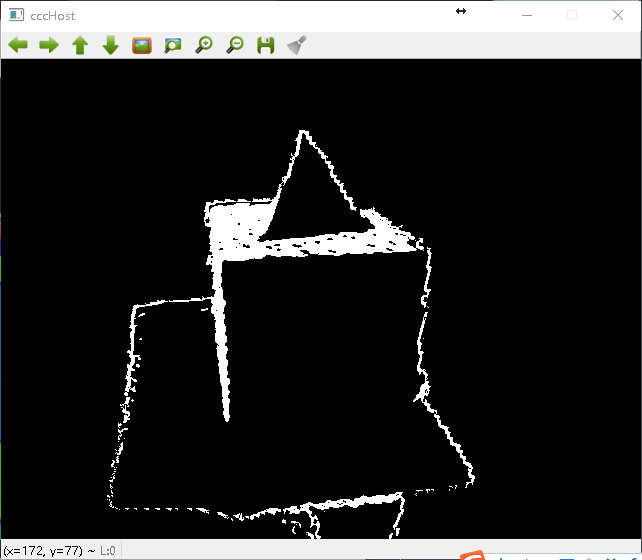 cccHost
(x=172, y=77) ~ L:0